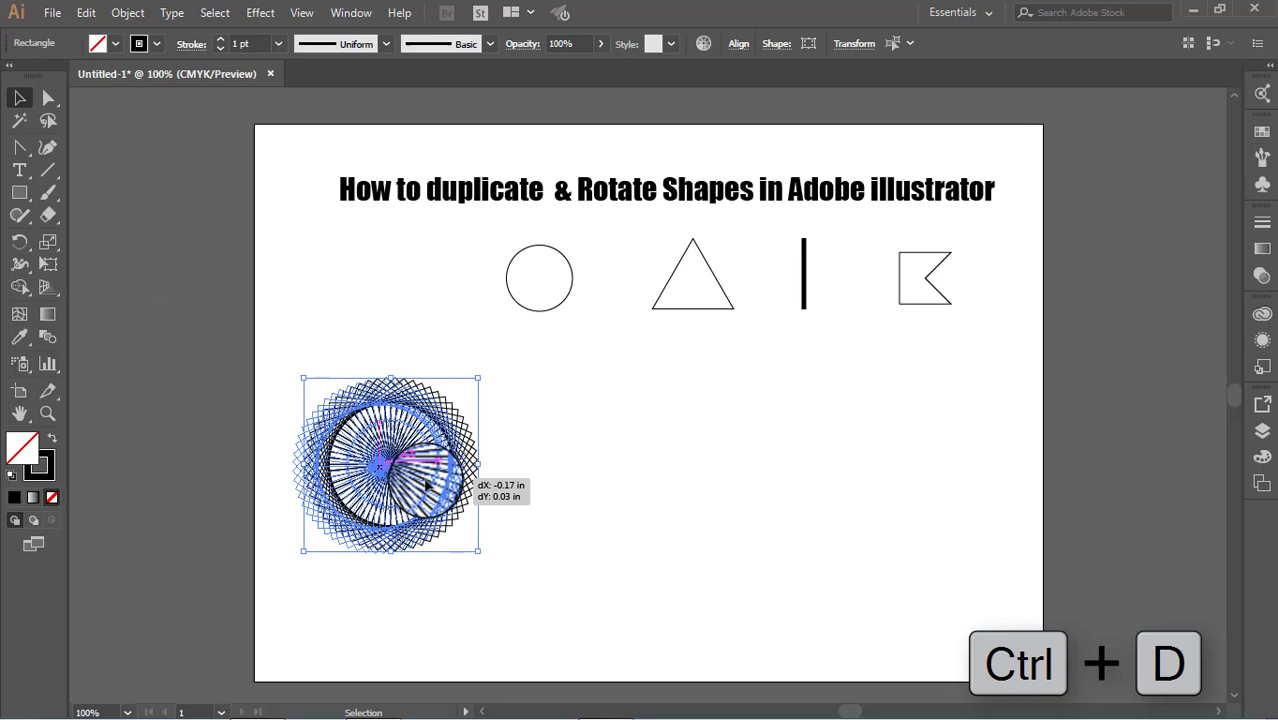 Ai File Edit Object Type Select Effect View Window Help Br St Essentials Search Adobe Stock
Rectangle Stroke: 1 pt Uniform Basic Opacity: 100% Style: Align Shape: Transform
Untitled-1* @ 100% (CMYK/Preview) ×
How to duplicate & Rotate Shapes in Adobe illustrator
dX: -0.17 in
dY: 0.03 in
Ctrl + D
100% 1 Selection